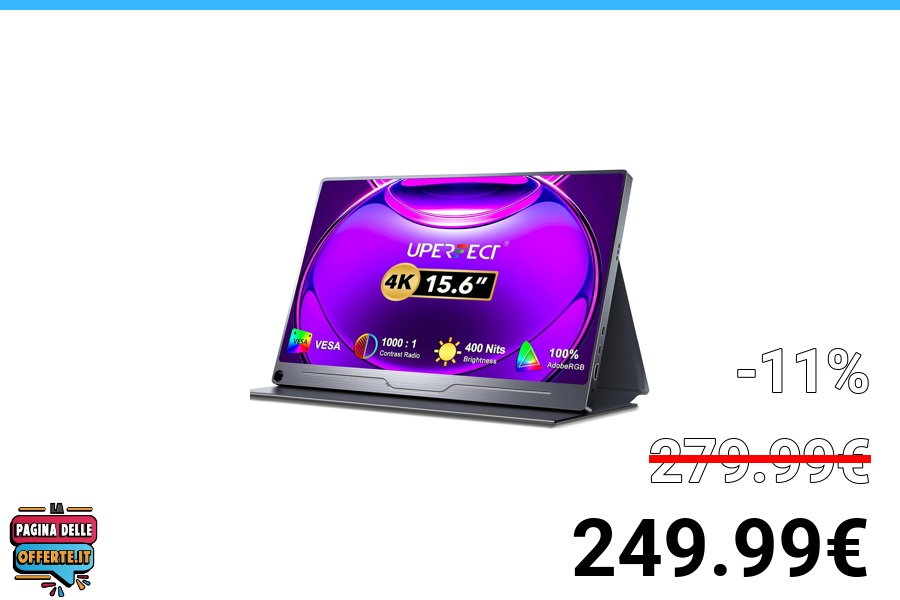 UPERFECT®
4K 15.6"
VESA
VESA
1000 : 1
Contrast Radio
400 Nits
Brightness
100%
AdobeRGB
-11%
279.99€
249.99€
LA
PAGINA DELLE
OFFERTE.IT